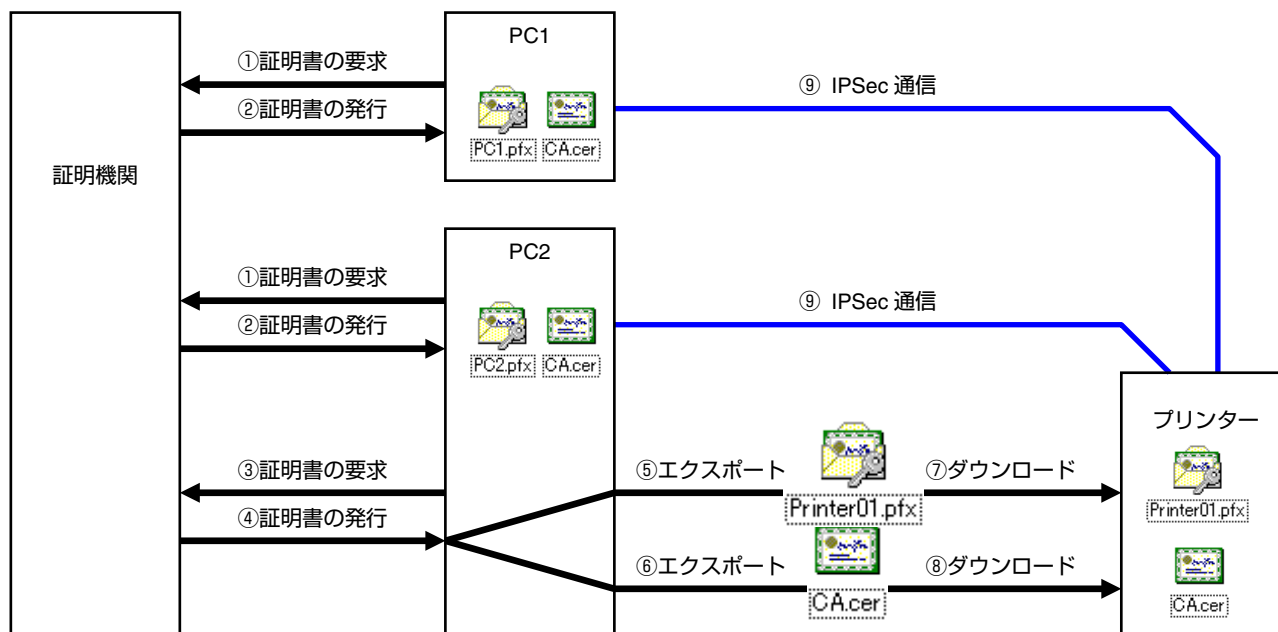 証明機関
PC1
①証明書の要求
②証明書の発行
PC1.pfx
CA.cer
⑨ IPSec 通信
PC2
①証明書の要求
②証明書の発行
PC2.pfx
CA.cer
⑨ IPSec 通信
③証明書の要求
④証明書の発行
⑤エクスポート
Printer01.pfx
⑦ダウンロード
⑥エクスポート
CA.cer
⑧ダウンロード
プリンター
Printer01.pfx
CA.cer